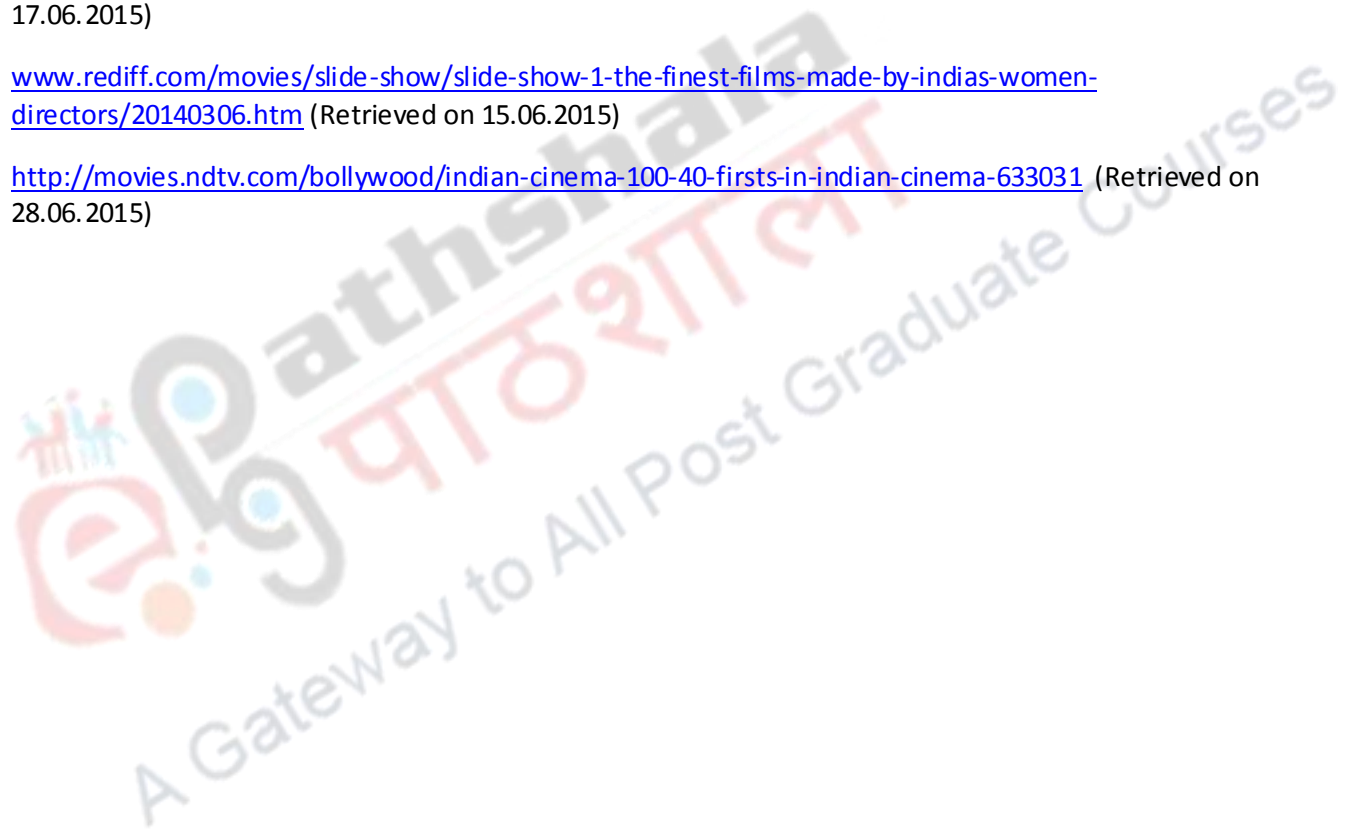 17.06.2015)
www.rediff.com/movies/slide-show/slide-show-1-the-finest-films-made-by-indias-women-
directors/20140306.htm (Retrieved on 15.06.2015)
http://movies.ndtv.com/bollywood/indian-cinema-100-40-firsts-in-indian-cinema-633031 (Retrieved on
28.06.2015)
e
Pathshala
पाठशाला
A Gateway to All Post Graduate Courses